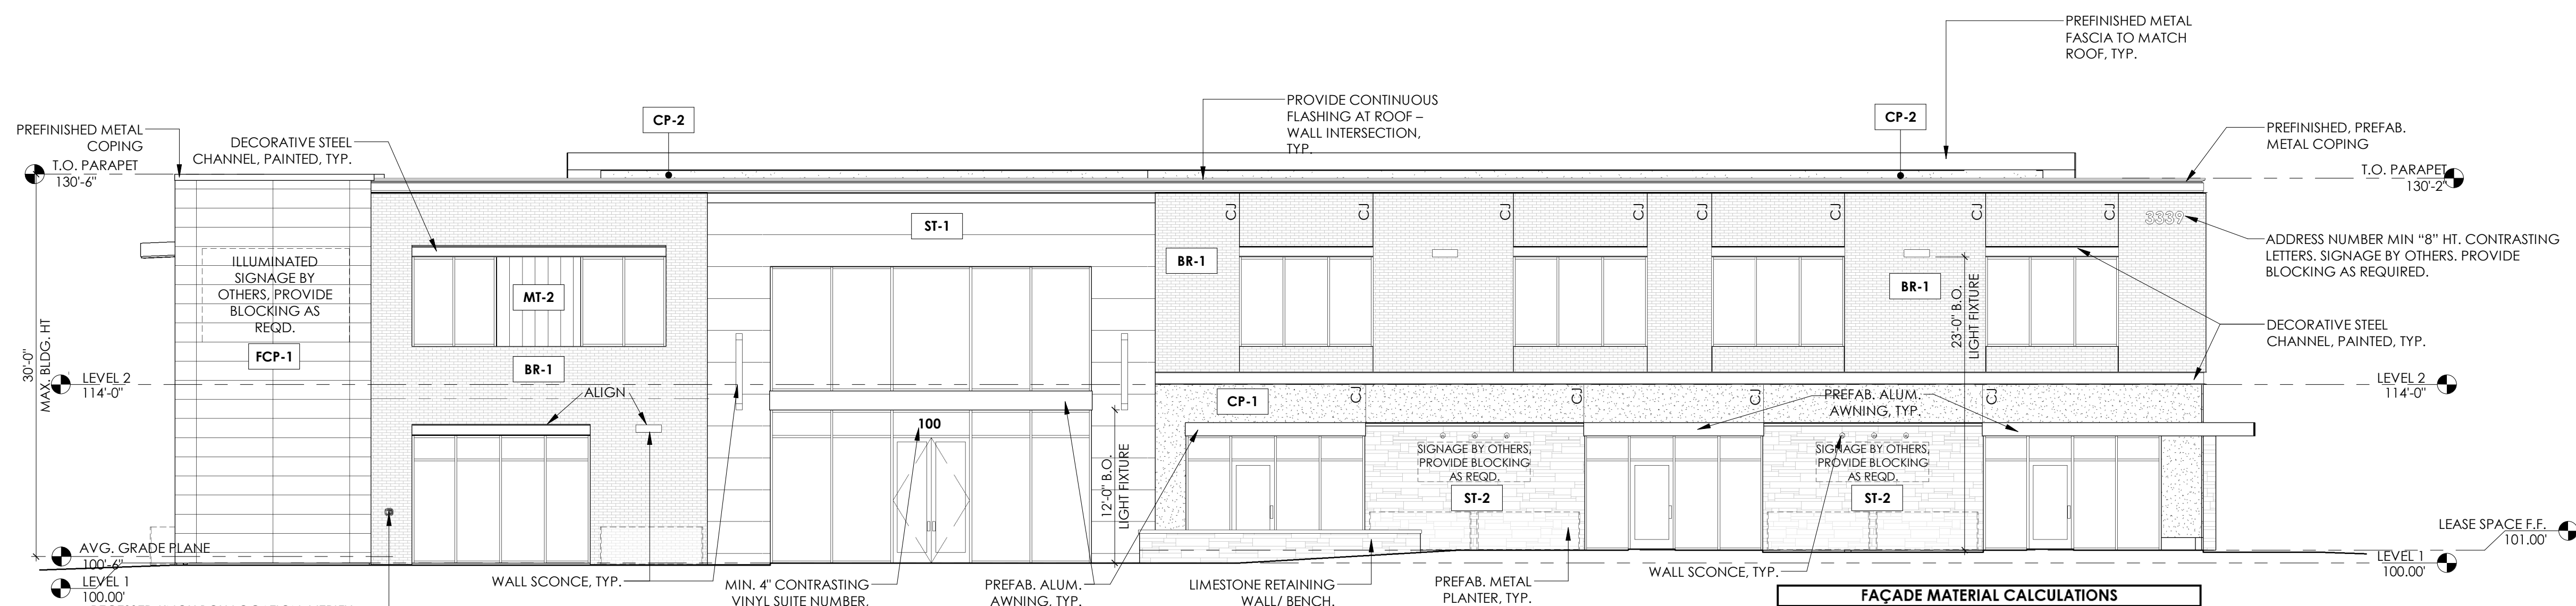 PREFINISHED METAL
FASCIA TO MATCH
ROOF, TYP.
PROVIDE CONTINUOUS
FLASHING AT ROOF –
WALL INTERSECTION,
TYP.
CP-2
CP-2
PREFINISHED METAL
COPING
DECORATIVE STEEL
CHANNEL, PAINTED, TYP.
PREFINISHED, PREFAB.
METAL COPING
T.O. PARAPET
130'-6"
T.O. PARAPET
130'-2"
ST-1
CJ
CJ
CJ
CJ
CJ
CJ
CJ
3339
ADDRESS NUMBER MIN "8" HT. CONTRASTING
LETTERS. SIGNAGE BY OTHERS. PROVIDE
BLOCKING AS REQUIRED.
ILLUMINATED
SIGNAGE BY
OTHERS, PROVIDE
BLOCKING AS
REQD.
FCP-1
MT-2
BR-1
BR-1
BR-1
23'-0" B.O.
LIGHT FIXTURE
DECORATIVE STEEL
CHANNEL, PAINTED, TYP.
30'-0"
MAX. BLDG. HT
LEVEL 2
114'-0"
LEVEL 2
114'-0"
ALIGN
CP-1
CJ
CJ
CJ
CJ
PREFAB. ALUM.
AWNING, TYP.
100
12'-0" B.O.
LIGHT FIXTURE
SIGNAGE BY OTHERS,
PROVIDE BLOCKING
AS REQD.
ST-2
SIGNAGE BY OTHERS,
PROVIDE BLOCKING
AS REQD.
ST-2
LEASE SPACE F.F.
101.00'
AVG. GRADE PLANE
100'-6"
LEVEL 1
100.00'
LEVEL 1
100.00'
WALL SCONCE, TYP.
MIN. 4" CONTRASTING
VINYL SUITE NUMBER,
PREFAB. ALUM.
AWNING, TYP.
LIMESTONE RETAINING
WALL/ BENCH.
PREFAB. METAL
PLANTER, TYP.
WALL SCONCE, TYP.
FAÇADE MATERIAL CALCULATIONS